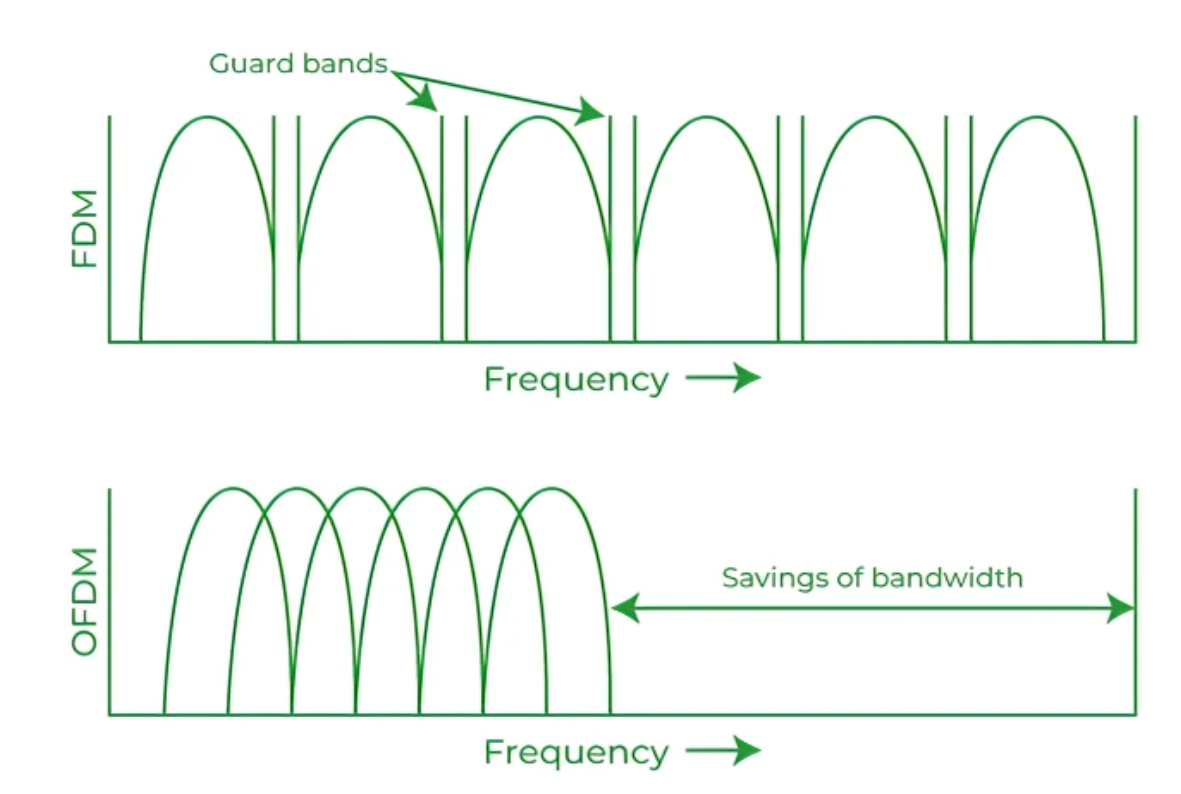 Guard bands
FDM
Frequency
OFDM
Savings of bandwidth
Frequency